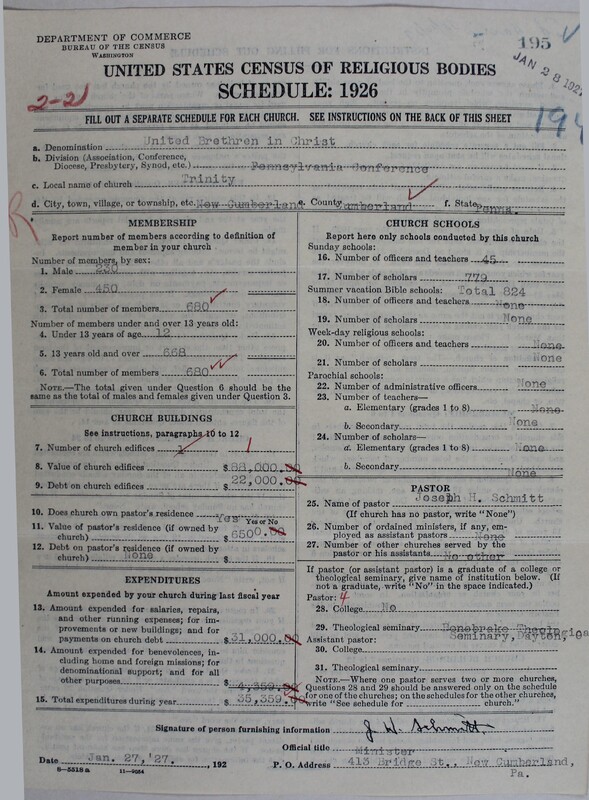 DEPARTMENT OF COMMERCE
BUREAU OF THE CENSUS
WASHINGTON
195
JAN 28 1927
UNITED STATES CENSUS OF RELIGIOUS BODIES
SCHEDULE: 1926
2-21
194
FILL OUT A SEPARATE SCHEDULE FOR EACH CHURCH. SEE INSTRUCTIONS ON THE BACK OF THIS SHEET
a. Denomination United Brethren in Christ
b. Division (Association, Conference,
Diocese, Presbytery, Synod, etc.) Pennsylvania Conference
c. Local name of church Trinity
d. City, town, village, or township, etc. New Cumberland e. County Cumberland f. State Penna.
R
MEMBERSHIP
Report number of members according to definition of
member in your church
Number of members, by sex:
1. Male 230
2. Female 450
3. Total number of members 680
Number of members under and over 13 years old:
4. Under 13 years of age 12
5. 13 years old and over 668
6. Total number of members 680
NOTE.—The total given under Question 6 should be the
same as the total of males and females given under Question 3.
CHURCH BUILDINGS
See instructions, paragraphs 10 to 12
7. Number of church edifices 1 1
8. Value of church edifices $ 88,000.00
9. Debt on church edifices $ 22,000.00
10. Does church own pastor's residence? Yes
Yes or No
11. Value of pastor's residence (if owned by
church) $ 6500.00
12. Debt on pastor's residence (if owned by
church) None $
EXPENDITURES
Amount expended by your church during last fiscal year
13. Amount expended for salaries, repairs,
and other running expenses; for im-
provements or new buildings; and for
payments on church debt $ 31,000.00
14. Amount expended for benevolences, in-
cluding home and foreign missions; for
denominational support; and for all
other purposes $ 4,359.00
15. Total expenditures during year $ 35,359.00
CHURCH SCHOOLS
Report here only schools conducted by this church
Sunday schools:
16. Number of officers and teachers 45
17. Number of scholars 779
Summer vacation Bible schools: Total 824
18. Number of officers and teachers None
19. Number of scholars None
Week-day religious schools:
20. Number of officers and teachers None
21. Number of scholars None
Parochial schools:
22. Number of administrative officers None
23. Number of teachers—
a. Elementary (grades 1 to 8) None
b. Secondary None
24. Number of scholars—
a. Elementary (grades 1 to 8) None
b. Secondary None
PASTOR
25. Name of pastor Joseph H. Schmitt
(If church has no pastor, write "None")
26. Number of ordained ministers, if any, em-
ployed as assistant pastors None
27. Number of other churches served by the
pastor or his assistants No other
If pastor (or assistant pastor) is a graduate of a college or
theological seminary, give name of institution below. (If
not a graduate, write "No" in the space indicated.)
Pastor: 4
28. College No
29. Theological seminary Bonebrake Theologica
Seminary, Dayton,
Assistant pastor:
30. College
31. Theological seminary
NOTE.—Where one pastor serves two or more churches,
Questions 28 and 29 should be answered only on the schedule
for one of the churches; on the schedules for the other churches,
write "See schedule for church."
Signature of person furnishing information J. H. Schmitt
Official title Minister
Date Jan. 27,'27. , 192
P. O. Address 413 Bridge St., New Cumberland,
Pa.
8—5518a 11—9054